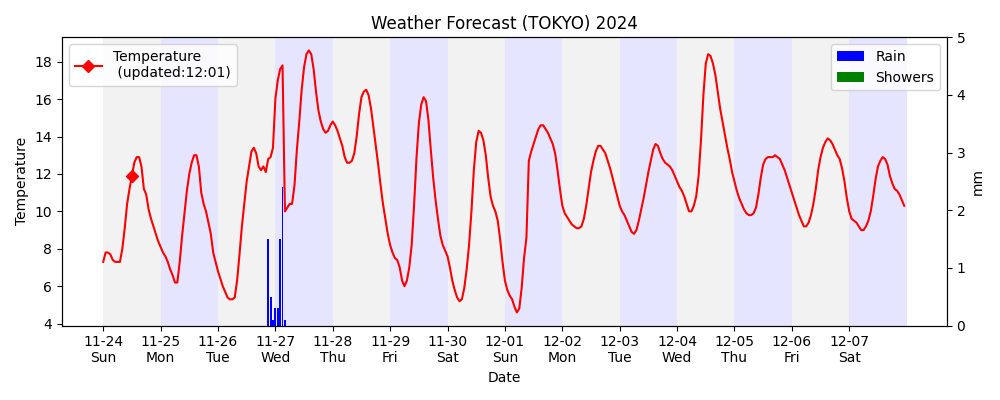 Weather Forecast (TOKYO) 2024
Temperature
(updated:12:01)
Rain
Showers
Temperature
18
16
14
12
10
8
6
4
5
4
3
2
1
0
mm
11-24 11-25 11-26 11-27 11-28 11-29 11-30 12-01 12-02 12-03 12-04 12-05 12-06 12-07
Sun Mon Tue Wed Thu Fri Sat Sun Mon Tue Wed Thu Fri Sat
Date